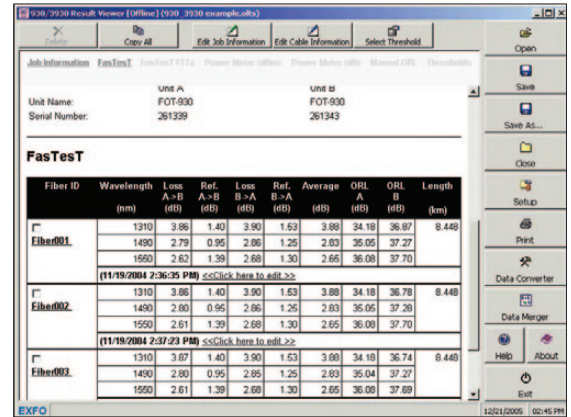 930/3930 Result Viewer [Offline] (930_3930 example.olts)
Delete Copy All Edit Job Information Edit Cable Information Select Threshold
Job Information FasTesT FasTesT FTTx Power Meter (dBm) Power Meter (dB) Manual ORL Thresholds
Unit A Unit B
Unit Name: FOT-930 FOT-930
Serial Number: 261339 261343
FasTesT
Fiber ID Wavelength (nm) Loss A->B (dB) Ref. A->B (dB) Loss B->A (dB) Ref. B->A (dB) Average (dB) ORL A (dB) ORL B (dB) Length (km)
Fiber001 1310 3.86 1.40 3.90 1.53 3.88 34.18 36.87 8.448
1490 2.79 0.95 2.86 1.25 2.83 35.05 37.27
1550 2.62 1.39 2.68 1.30 2.65 36.08 37.70
(11/19/2004 2:36:35 PM) <<Click here to edit.>>
Fiber002 1310 3.86 1.40 3.90 1.53 3.88 34.18 36.78 8.448
1490 2.80 0.95 2.86 1.25 2.83 35.05 37.28
1550 2.61 1.39 2.68 1.30 2.65 36.08 37.70
(11/19/2004 2:37:23 PM) <<Click here to edit.>>
Fiber003 1310 3.87 1.40 3.90 1.53 3.88 34.18 36.74 8.448
1490 2.80 0.95 2.85 1.25 2.83 35.04 37.27
1550 2.61 1.39 2.68 1.30 2.65 36.08 37.69
Open
Save
Save As...
Close
Setup
Print
Data Converter
Data Merger
Help About
Exit
EXFO 12/21/2005 02:45 PM